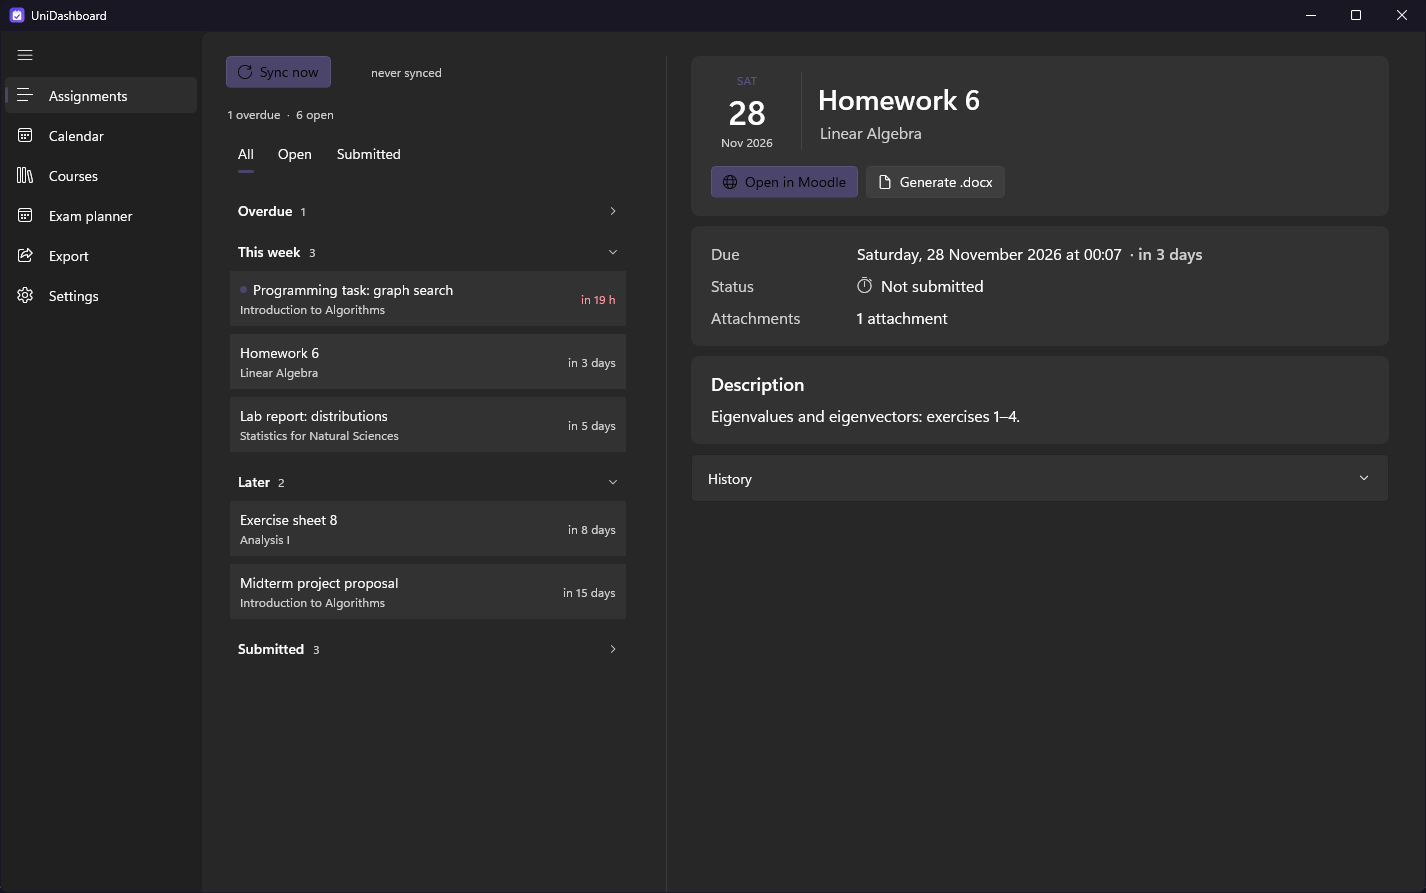 UniDashboard
Assignments
Calendar
Courses
Exam planner
Export
Settings
Sync now
never synced
1 overdue · 6 open
All Open Submitted
Overdue 1
This week 3
Programming task: graph search
Introduction to Algorithms
in 19 h
Homework 6
Linear Algebra
in 3 days
Lab report: distributions
Statistics for Natural Sciences
in 5 days
Later 2
Exercise sheet 8
Analysis I
in 8 days
Midterm project proposal
Introduction to Algorithms
in 15 days
Submitted 3
SAT
28
Nov 2026
Homework 6
Linear Algebra
Open in Moodle
Generate .docx
Due Saturday, 28 November 2026 at 00:07 · in 3 days
Status Not submitted
Attachments 1 attachment
Description
Eigenvalues and eigenvectors: exercises 1–4.
History